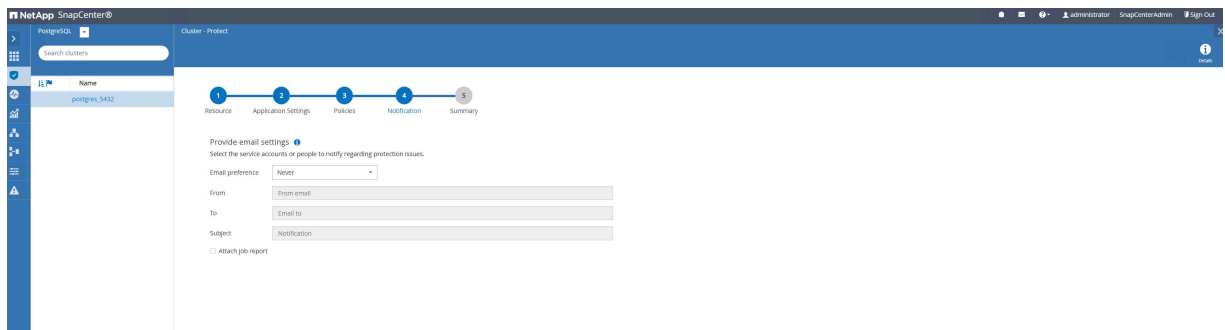 NetApp SnapCenter®
administrator SnapCenterAdmin Sign Out
PostgreSQL
Cluster - Protect
Search clusters
Details
Name
postgres_5432
1 2 3 4 5
Resource Application Settings Policies Notification Summary
Provide email settings
Select the service accounts or people to notify regarding protection issues.
Email preference Never
From From email
To Email to
Subject Notification
Attach job report